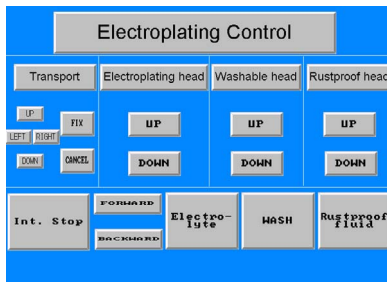 Electroplating Control
Transport
Electroplating head
Washable head
Rustproof head
UP
LEFT RIGHT
DOWN
FIX
CANCEL
UP
DOWN
UP
DOWN
UP
DOWN
Int. Stop
FORWARD
BACKWARD
Electro-
lyte
WASH
Rustproof
fluid